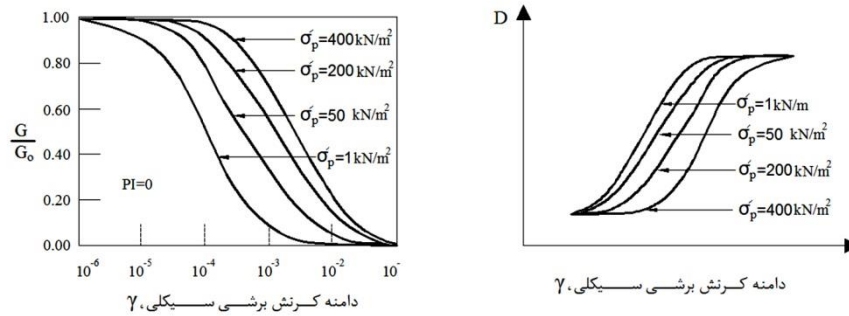 1.00
0.80
0.60
0.40
0.20
0.00
G
G₀
PI=0
σ́p=400kN/m²
σ́p=200kN/m²
σ́p=50 kN/m²
σ́p=1kN/m²
10⁻⁶ 10⁻⁵ 10⁻⁴ 10⁻³ 10⁻² 10⁻
دامنه کرنش برشی سیکلی، γ
D
σ́p=1kN/m
σ́p=50 kN/m²
σ́p=200kN/m²
σ́p=400kN/m²
دامنه کرنش برشی سیکلی، γ